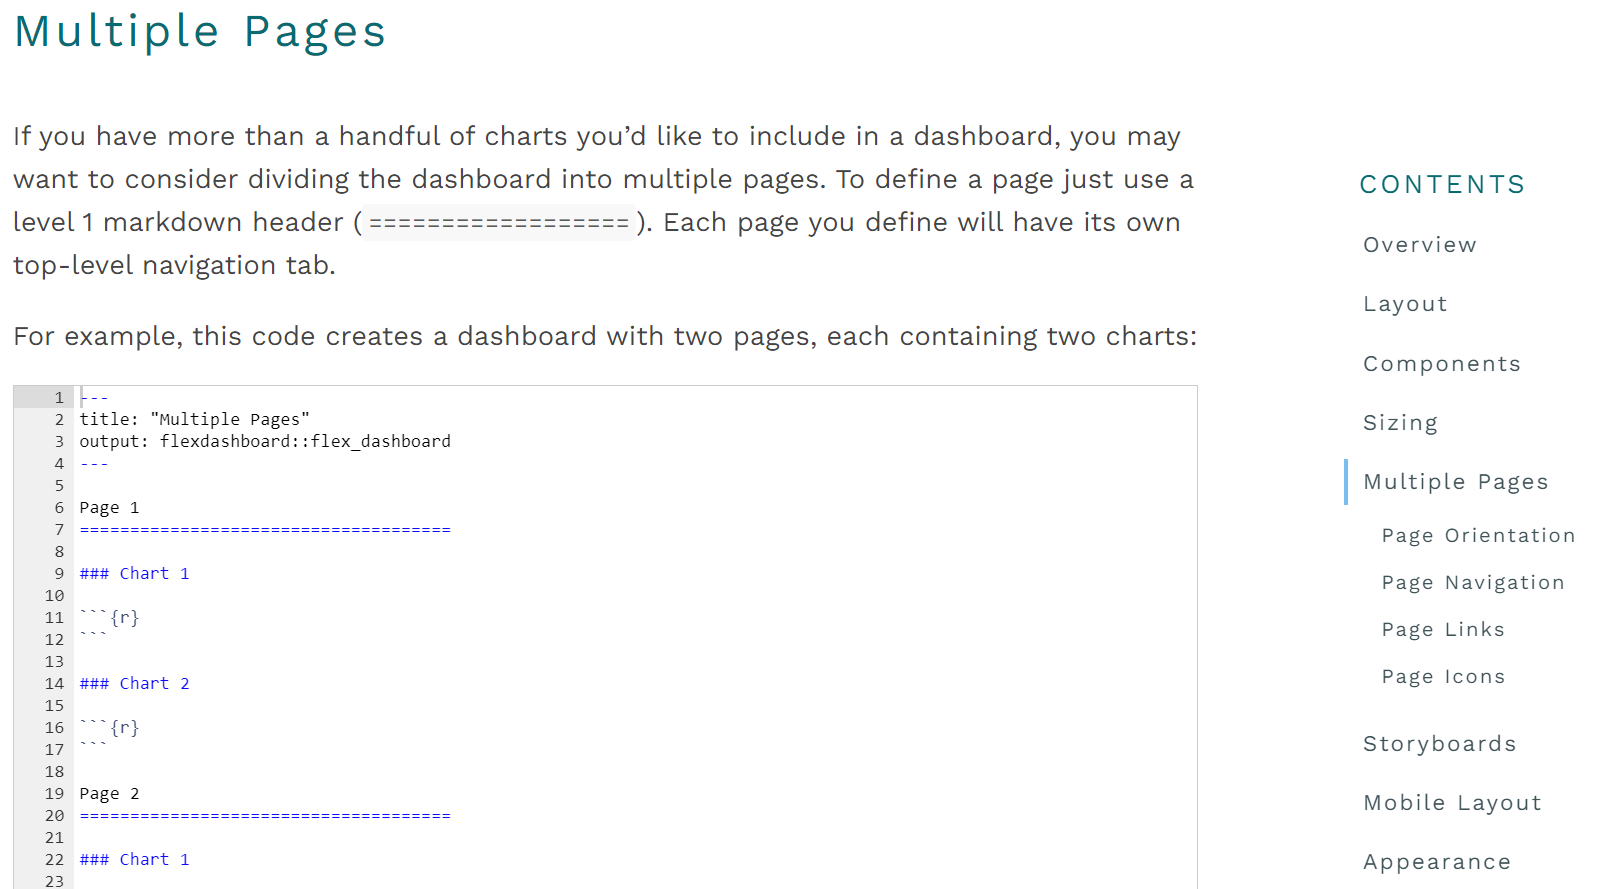 Multiple Pages
If you have more than a handful of charts you’d like to include in a dashboard, you may
want to consider dividing the dashboard into multiple pages. To define a page just use a
level 1 markdown header (==================). Each page you define will have its own
top-level navigation tab.
For example, this code creates a dashboard with two pages, each containing two charts:
1 ---
2 title: "Multiple Pages"
3 output: flexdashboard::flex_dashboard
4 ---
5
6 Page 1
7 =====================================
8
9 ### Chart 1
10
11 ```{r}
12 ```
13
14 ### Chart 2
15
16 ```{r}
17 ```
18
19 Page 2
20 =====================================
21
22 ### Chart 1
23
CONTENTS
Overview
Layout
Components
Sizing
Multiple Pages
Page Orientation
Page Navigation
Page Links
Page Icons
Storyboards
Mobile Layout
Appearance